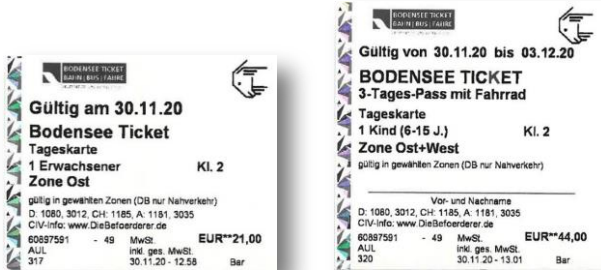 BODENSEE TICKET
BAHN | BUS | FÄHRE
Gültig am 30.11.20
Bodensee Ticket
Tageskarte
1 Erwachsener Kl. 2
Zone Ost
gültig in gewählten Zonen (DB nur Nahverkehr)
D: 1080, 3012, CH: 1185, A: 1181, 3035
CIV-Info: www.DieBefoerderer.de
60897591 - 49 MwSt. EUR**21,00
AUL inkl. ges. MwSt.
317 30.11.20 - 12:58 Bar
BODENSEE TICKET
BAHN | BUS | FÄHRE
Gültig von 30.11.20 bis 03.12.20
BODENSEE TICKET
3-Tages-Pass mit Fahrrad
Tageskarte
1 Kind (6-15 J.) Kl. 2
Zone Ost+West
gültig in gewählten Zonen (DB nur Nahverkehr)
Vor- und Nachname
D: 1080, 3012, CH: 1185, A: 1181, 3035
CIV-Info: www.DieBefoerderer.de
60897591 - 49 MwSt. EUR**44,00
AUL inkl. ges. MwSt.
320 30.11.20 - 13.01 Bar